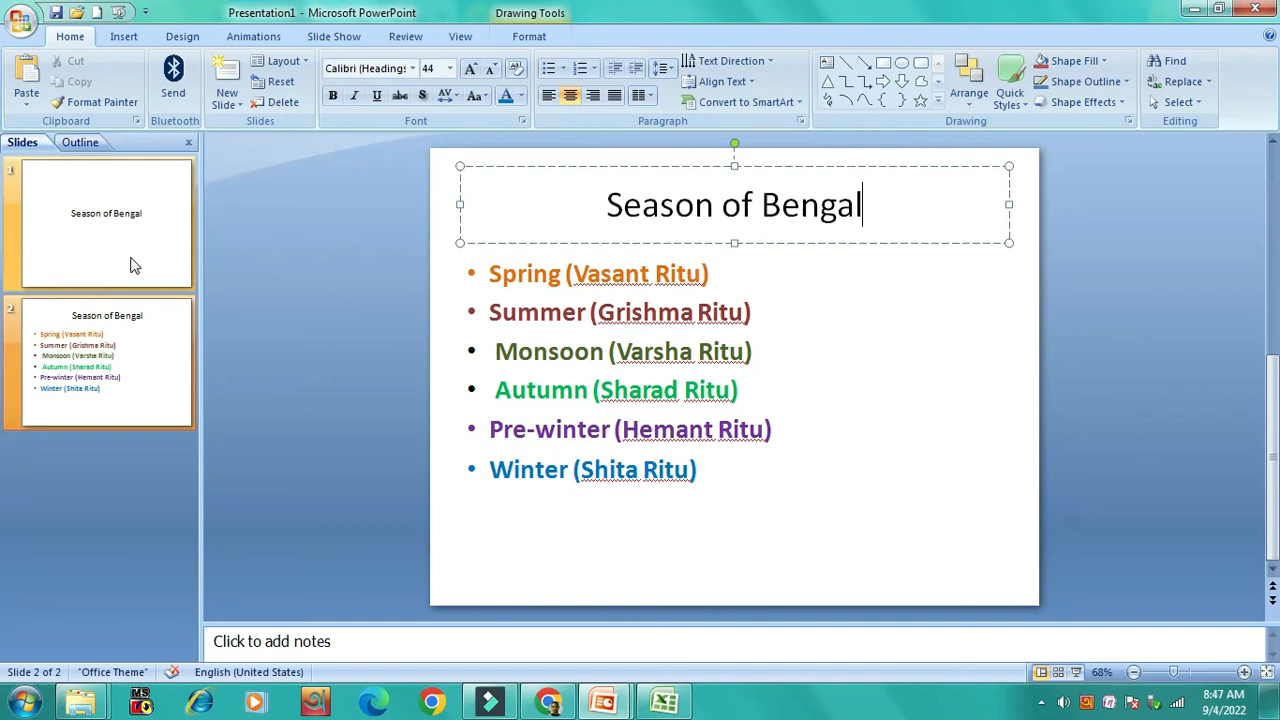 Presentation1 - Microsoft PowerPoint
Drawing Tools
Home Insert Design Animations Slide Show Review View Format
Paste
Cut
Copy
Format Painter
Clipboard
Send
Bluetooth
New Slide
Layout
Reset
Delete
Slides
Calibri (Headings 44
B I U abc S AV Aa A
Font
Text Direction
Align Text
Convert to SmartArt
Paragraph
Arrange
Quick Styles
Shape Fill
Shape Outline
Shape Effects
Drawing
Find
Replace
Select
Editing
Slides Outline
1
Season of Bengal
2
Season of Bengal
• Spring (Vasant Ritu)
• Summer (Grishma Ritu)
• Monsoon (Varsha Ritu)
• Autumn (Sharad Ritu)
• Pre-winter (Hemant Ritu)
• Winter (Shita Ritu)
Season of Bengal
• Spring (Vasant Ritu)
• Summer (Grishma Ritu)
• Monsoon (Varsha Ritu)
• Autumn (Sharad Ritu)
• Pre-winter (Hemant Ritu)
• Winter (Shita Ritu)
Click to add notes
Slide 2 of 2 "Office Theme" English (United States) 68%
MS
8:47 AM
9/4/2022